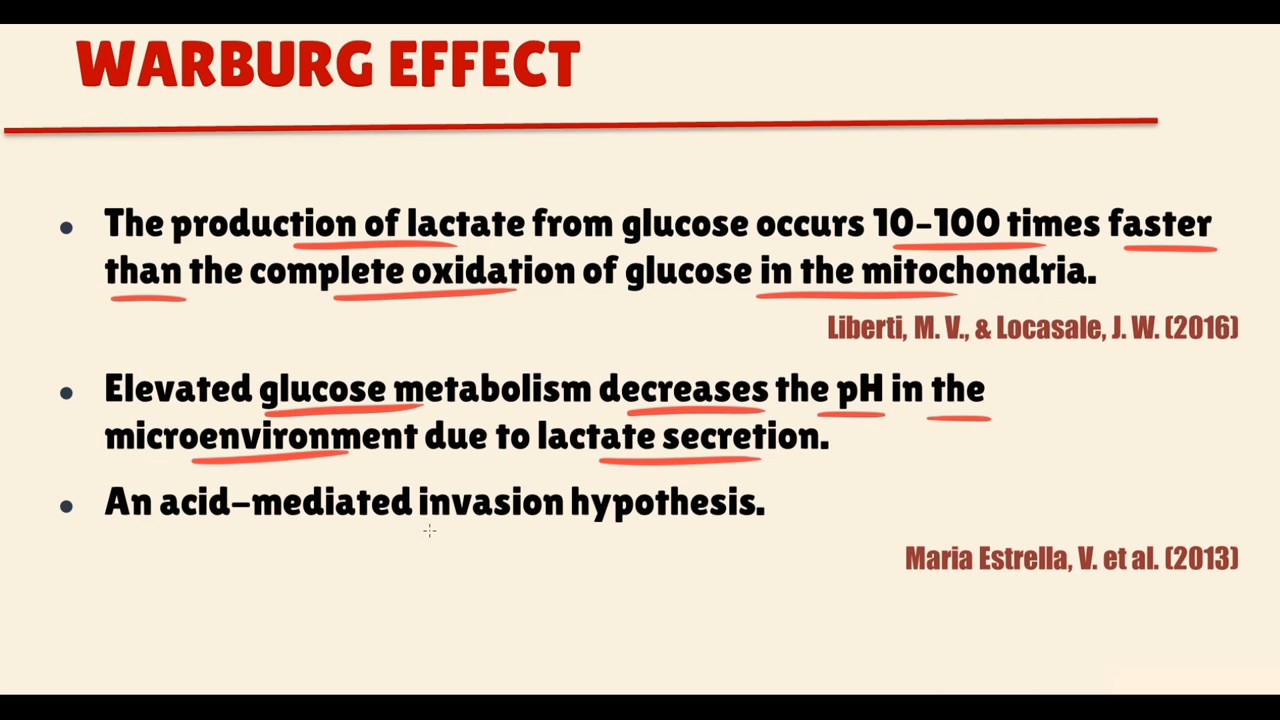 WARBURG EFFECT
• The production of lactate from glucose occurs 10-100 times faster
than the complete oxidation of glucose in the mitochondria.
Liberti, M. V., & Locasale, J. W. (2016)
• Elevated glucose metabolism decreases the pH in the
microenvironment due to lactate secretion.
• An acid-mediated invasion hypothesis.
Maria Estrella, V. et al. (2013)